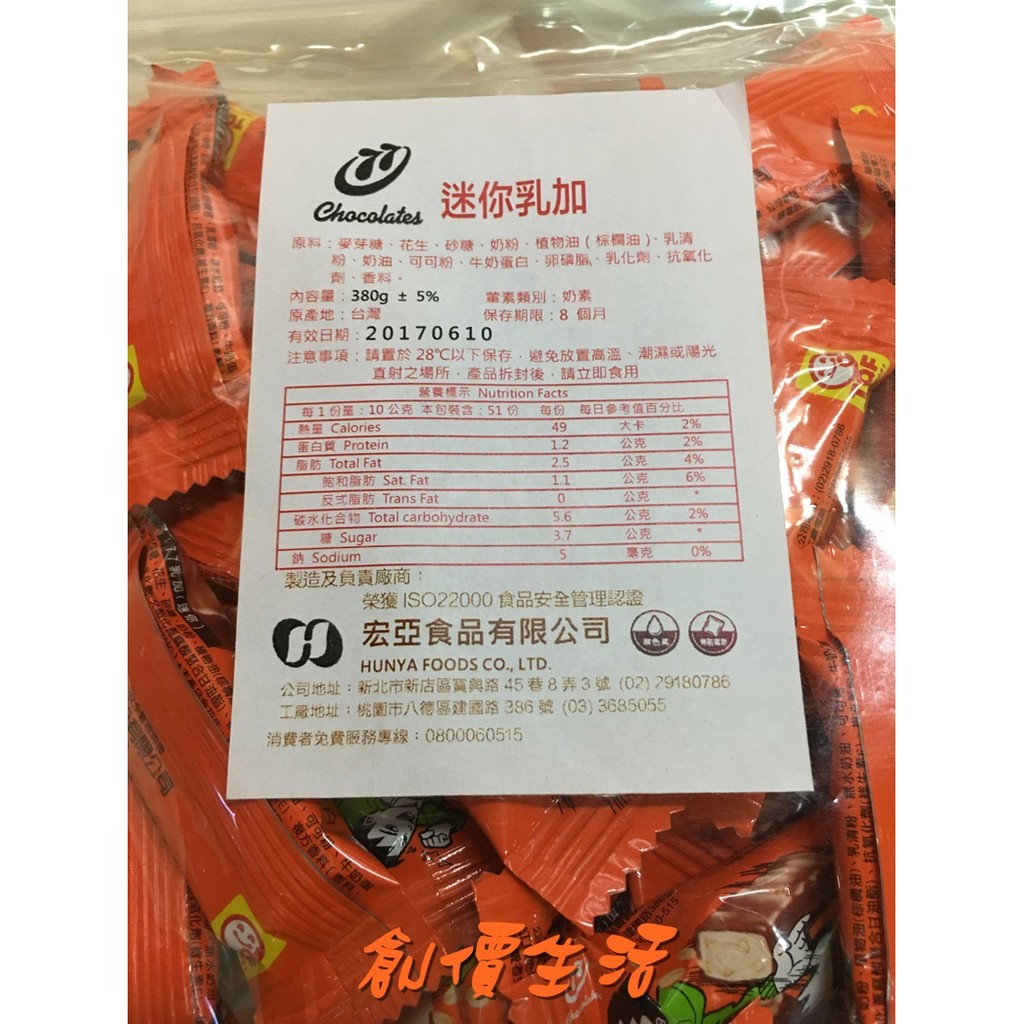 77
Chocolates
迷你乳加
原料：麥芽糖、花生、砂糖、奶粉、植物油(棕櫚油)、乳清
粉、奶油、可可粉、牛奶蛋白、卵磷脂、乳化劑、抗氧化
劑、香料。
內容量：380g ± 5% 葷素類別：奶素
原產地：台灣 保存期限：8 個月
有效日期：20170610
注意事項：請置於 28℃以下保存，避免放置高溫、潮濕或陽光
直射之場所，產品拆封後，請立即食用
營養標示 Nutrition Facts
每 1 份量：10 公克 本包裝含：51 份 每份 每日參考值百分比
熱量 Calories 49 大卡 2%
蛋白質 Protein 1.2 公克 2%
脂肪 Total Fat 2.5 公克 4%
飽和脂肪 Sat. Fat 1.1 公克 6%
反式脂肪 Trans Fat 0 公克 *
碳水化合物 Total carbohydrate 5.6 公克 2%
糖 Sugar 3.7 公克 *
鈉 Sodium 5 毫克 0%
製造及負責廠商：
榮獲 ISO22000 食品安全管理認證
宏亞食品有限公司
HUNYA FOODS CO., LTD.
公司地址：新北市新店區寶興路 45 巷 8 弄 3 號 (02) 29180786
工廠地址：桃園市八德區建國路 386 號 (03) 3685055
消費者免費服務專線：0800060515
(02)2918-0786
創價生活